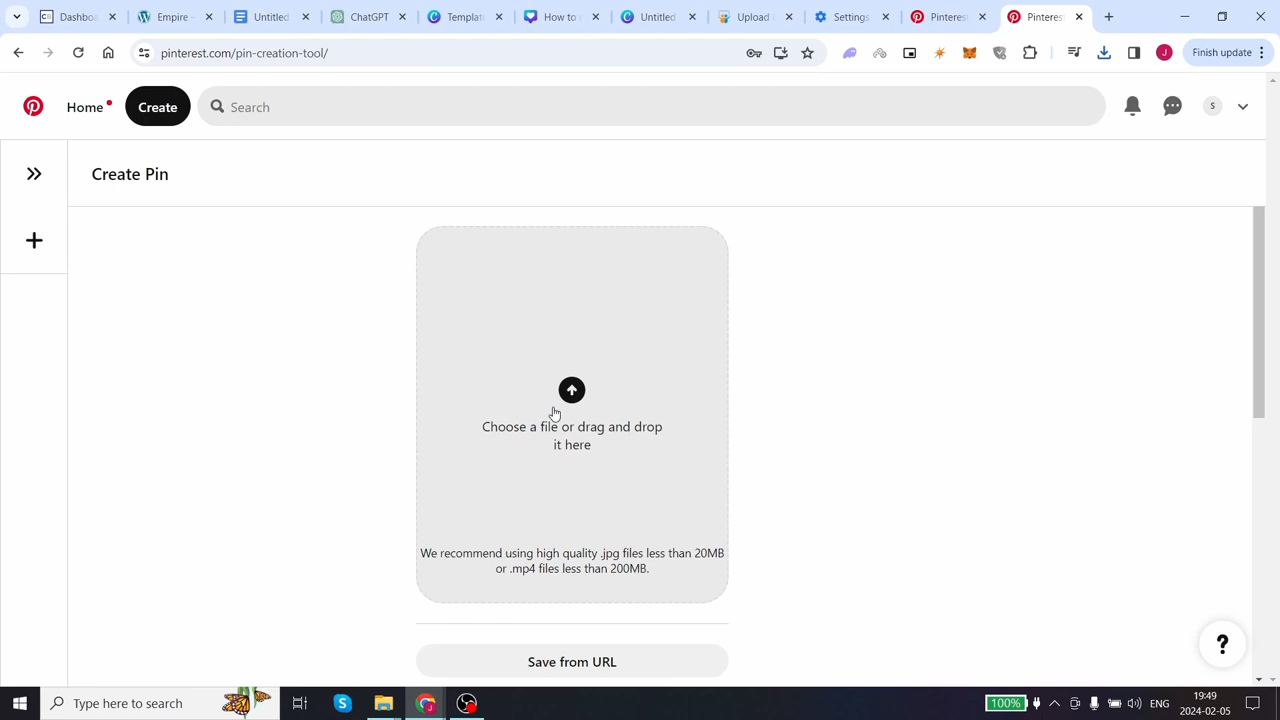 Dashboa
Empire -
Untitled
ChatGPT
Templat
How to
Untitled
Upload
Settings
Pinterest
Pinterest
pinterest.com/pin-creation-tool/
J
Finish update
Home
Create
Search
S
Create Pin
Choose a file or drag and drop
it here
We recommend using high quality .jpg files less than 20MB
or .mp4 files less than 200MB.
Save from URL
?
Type here to search
100%
ENG
19:49
2024-02-05